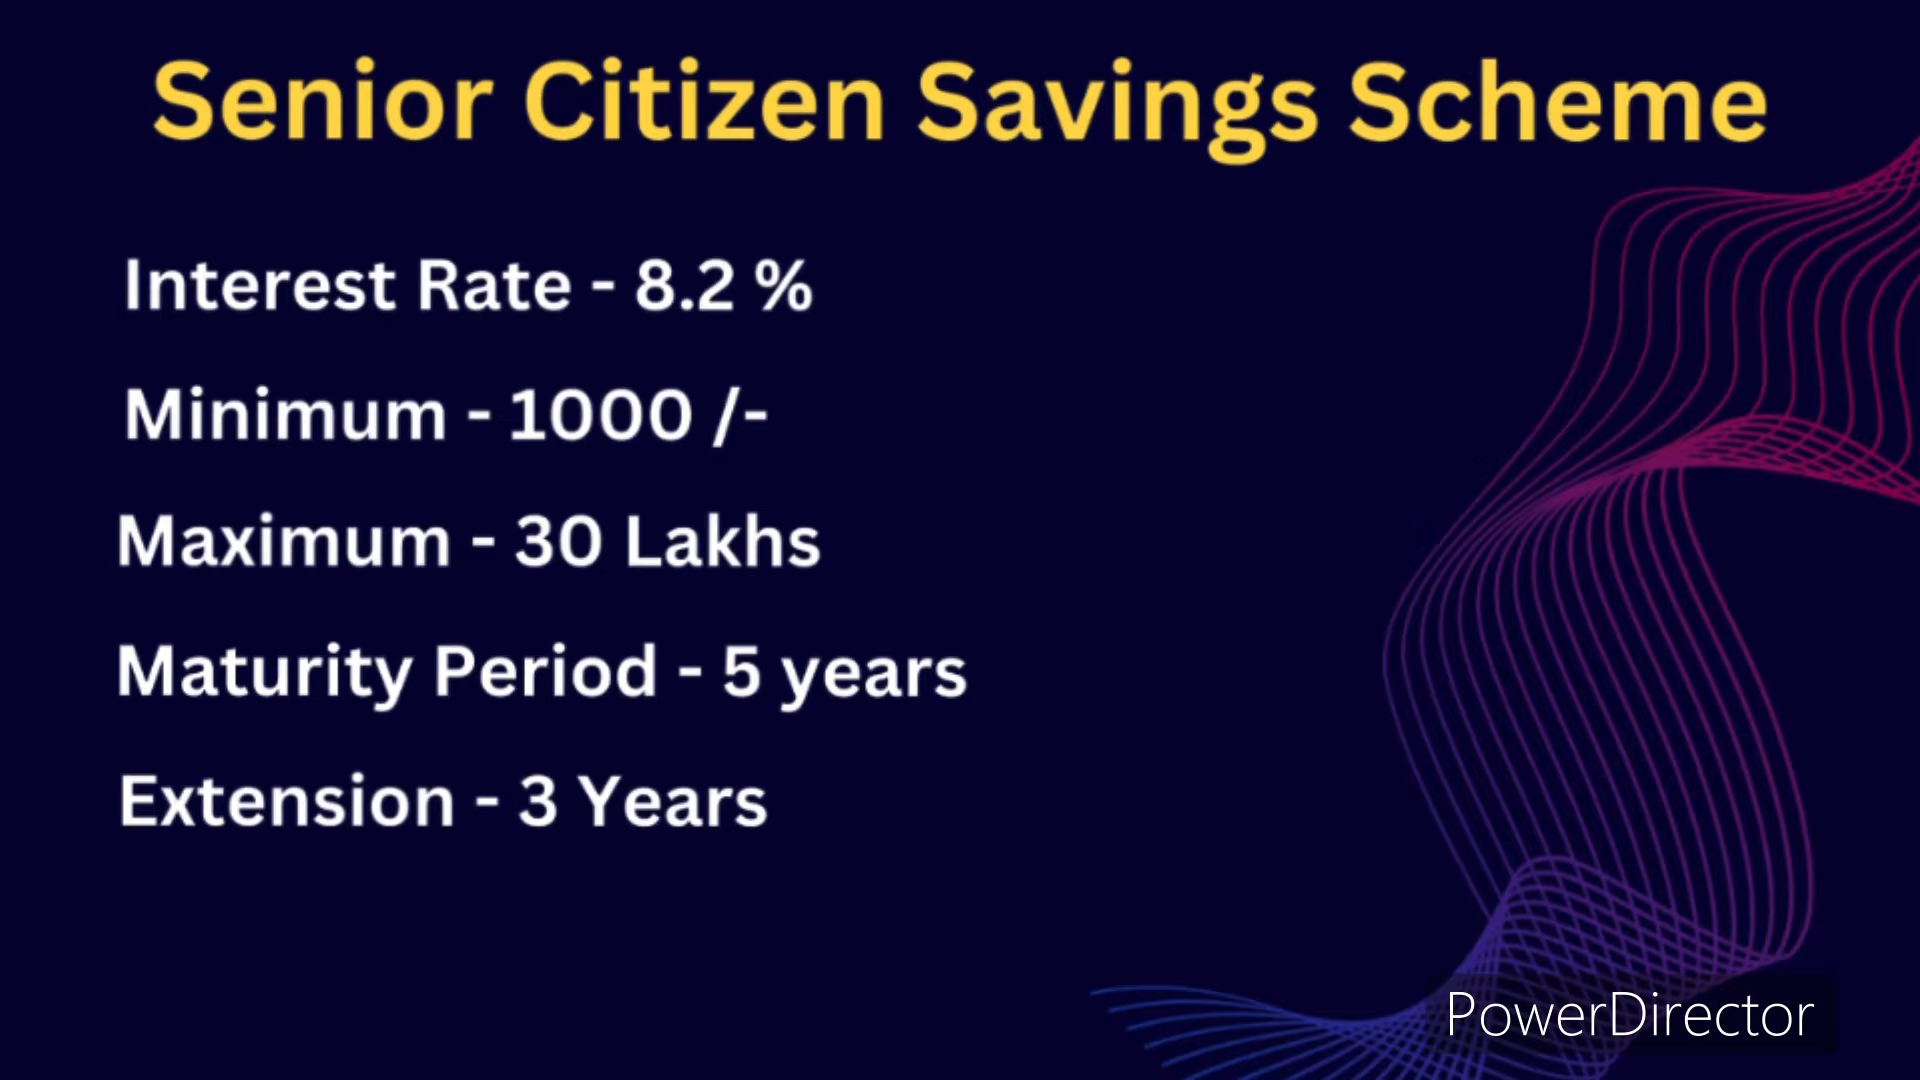 Senior Citizen Savings Scheme
Interest Rate - 8.2 %
Minimum - 1000 /-
Maximum - 30 Lakhs
Maturity Period - 5 years
Extension - 3 Years
PowerDirector